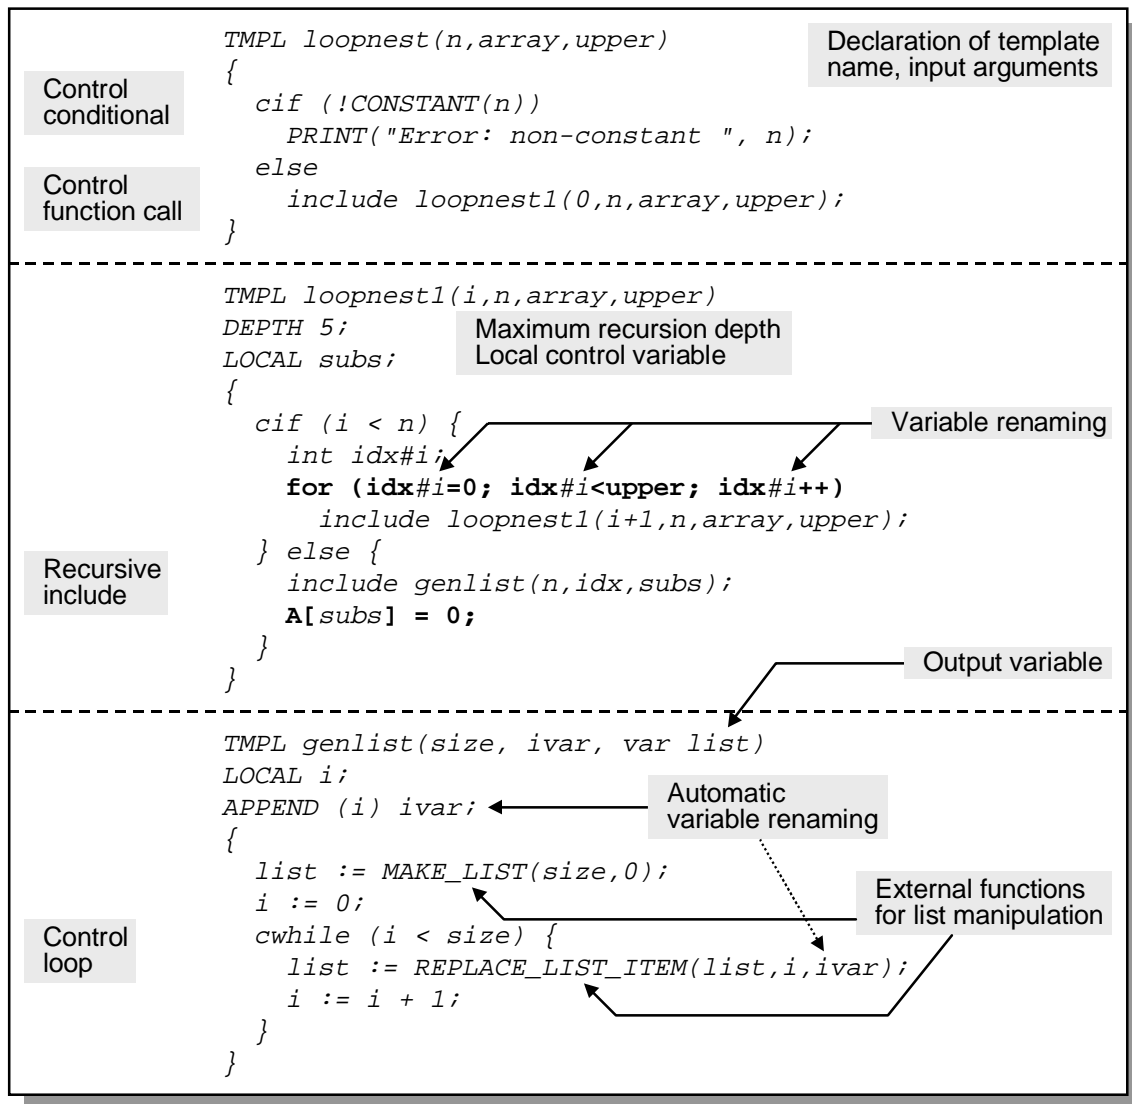 TMPL loopnest(n,array,upper)
Declaration of template
name, input arguments
{
Control
conditional
cif (!CONSTANT(n))
PRINT("Error: non-constant ", n);
else
Control
function call
include loopnest1(0,n,array,upper);
}
TMPL loopnest1(i,n,array,upper)
DEPTH 5;
Maximum recursion depth
Local control variable
LOCAL subs;
{
cif (i < n) {
Variable renaming
int idx#i;
for (idx#i=0; idx#i<upper; idx#i++)
include loopnest1(i+1,n,array,upper);
} else {
Recursive
include
include genlist(n,idx,subs);
A[subs] = 0;
}
Output variable
}
TMPL genlist(size, ivar, var list)
LOCAL i;
APPEND (i) ivar;
Automatic
variable renaming
{
list := MAKE_LIST(size,0);
i := 0;
External functions
for list manipulation
Control
loop
cwhile (i < size) {
list := REPLACE_LIST_ITEM(list,i,ivar);
i := i + 1;
}
}